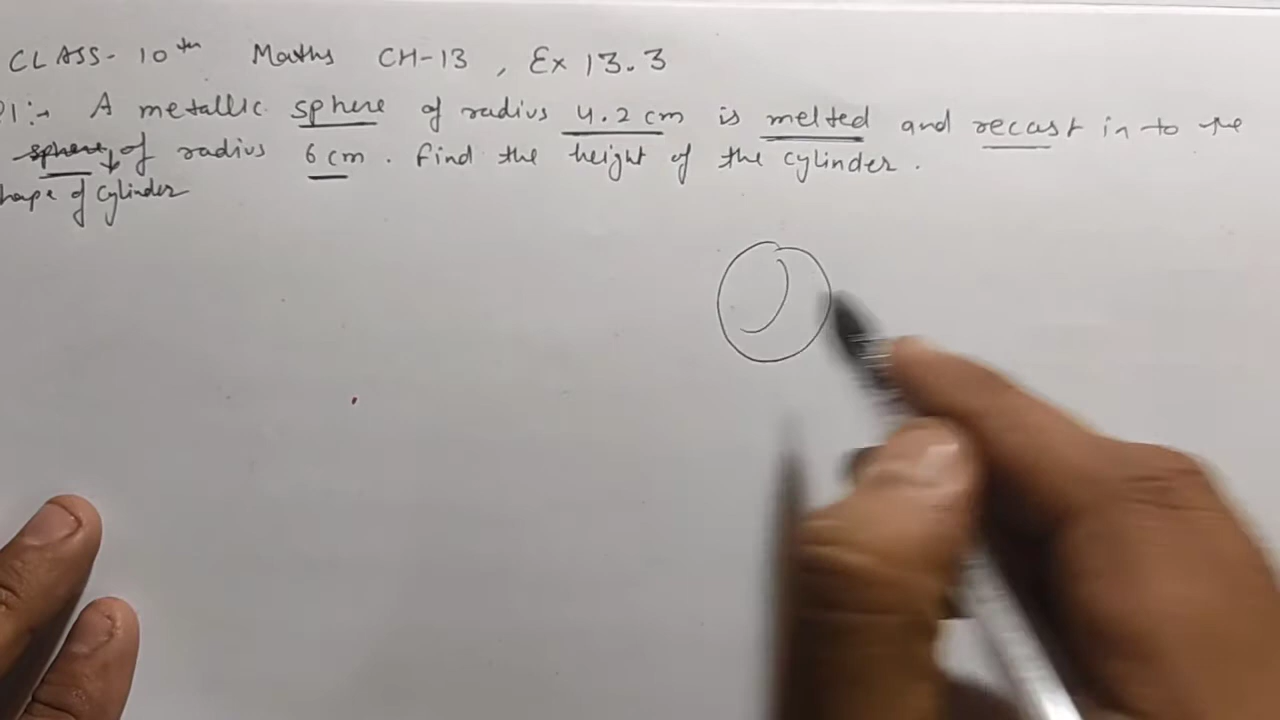 CLASS- 10th Maths CH-13, Ex 13.3
A metallic sphere of radius 4.2 cm is melted and recast in to the
sphere of radius 6 cm. find the height of the cylinder.
of cylinder